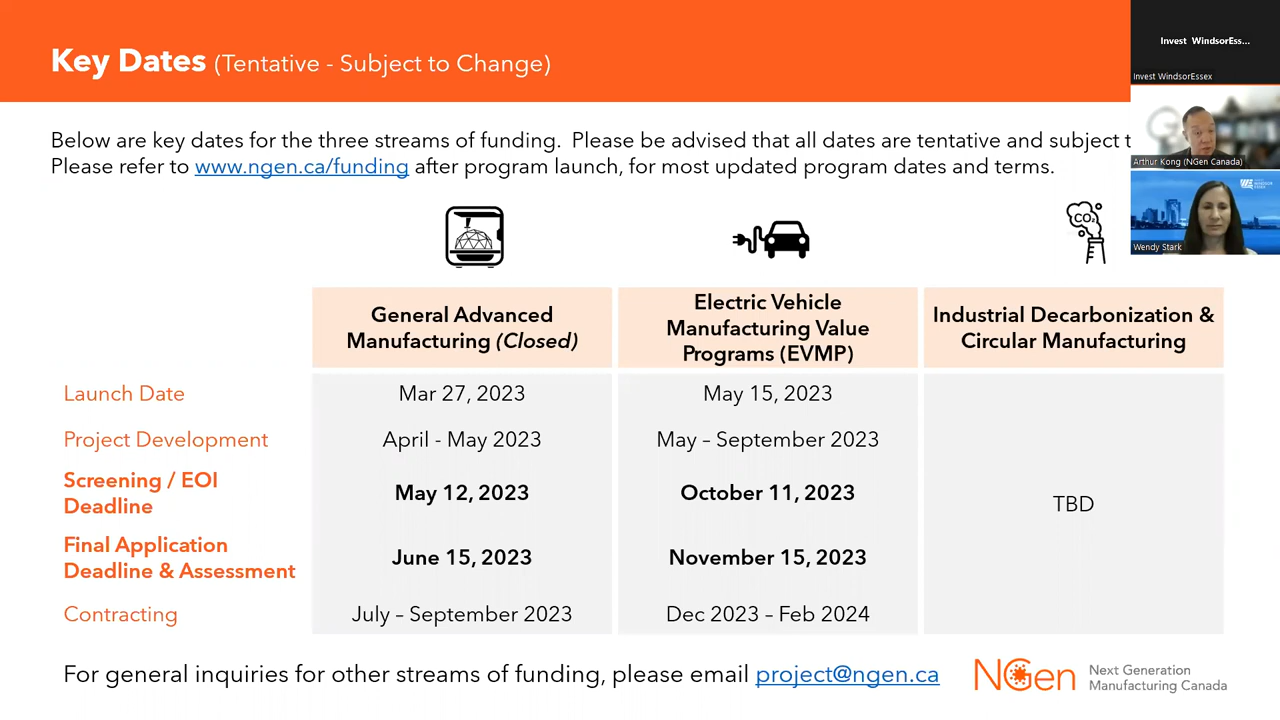 Key Dates (Tentative - Subject to Change)
Invest WindsorEss...
Invest WindsorEssex
Below are key dates for the three streams of funding. Please be advised that all dates are tentative and subject t
Please refer to www.ngen.ca/funding after program launch, for most updated program dates and terms.
Arthur Kong (NGen Canada)
WINDSOR
ESSEX
Wendy Stark
CO2
General Advanced
Manufacturing (Closed)
Electric Vehicle
Manufacturing Value
Programs (EVMP)
Industrial Decarbonization &
Circular Manufacturing
Launch Date
Mar 27, 2023
May 15, 2023
Project Development
April - May 2023
May – September 2023
Screening / EOI
Deadline
May 12, 2023
October 11, 2023
TBD
Final Application
Deadline & Assessment
June 15, 2023
November 15, 2023
Contracting
July – September 2023
Dec 2023 – Feb 2024
For general inquiries for other streams of funding, please email project@ngen.ca
NGen
Next Generation
Manufacturing Canada